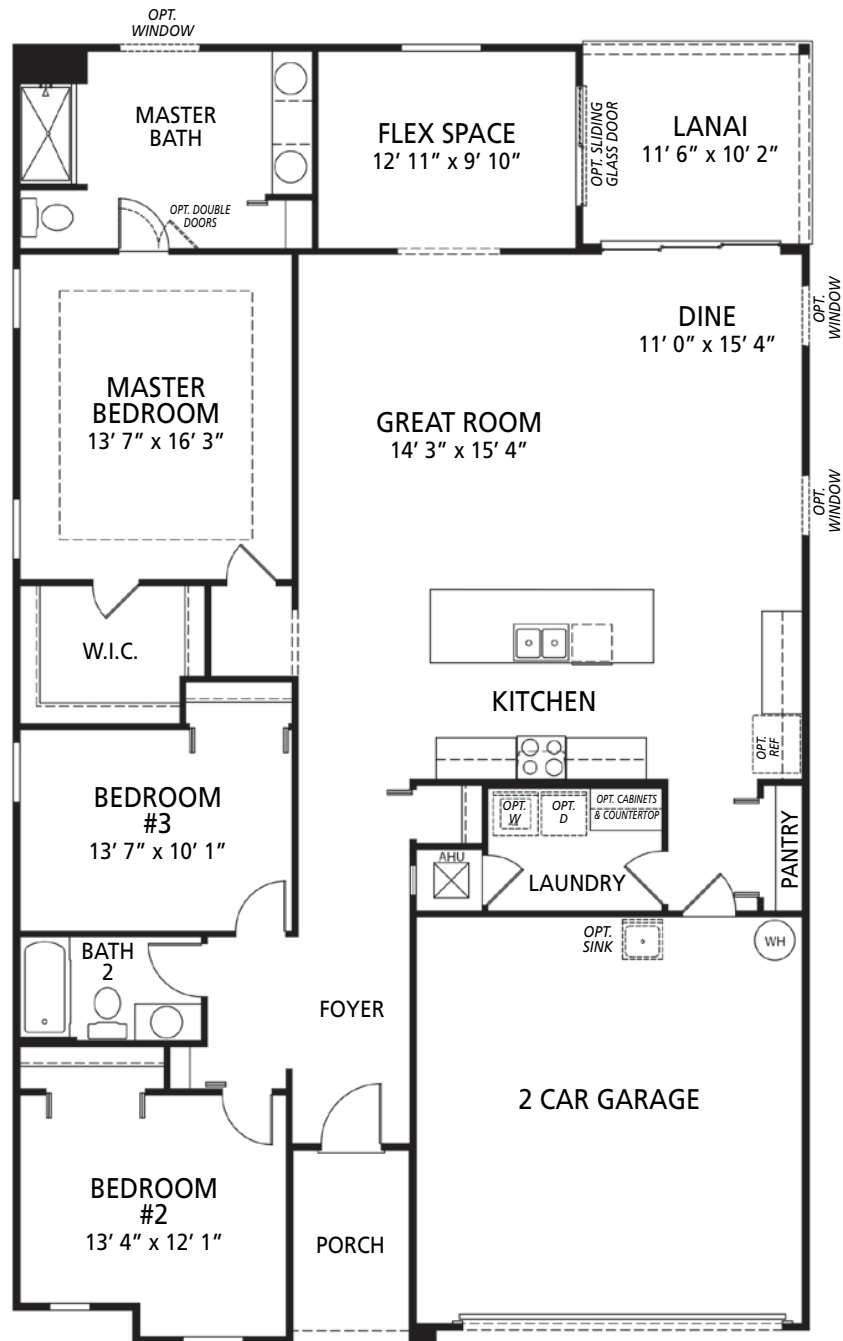 OPT.
WINDOW
MASTER
BATH
FLEX SPACE
12' 11" x 9' 10"
OPT. SLIDING
GLASS DOOR
LANAI
11' 6" x 10' 2"
OPT. DOUBLE
DOORS
OPT.
WINDOW
DINE
11' 0" x 15' 4"
MASTER
BEDROOM
13' 7" x 16' 3"
GREAT ROOM
14' 3" x 15' 4"
OPT.
WINDOW
W.I.C.
KITCHEN
OPT.
REF
BEDROOM
#3
13' 7" x 10' 1"
OPT.
W
OPT.
D
OPT. CABINETS
& COUNTERTOP
PANTRY
AHU
LAUNDRY
OPT.
SINK
WH
BATH
2
FOYER
2 CAR GARAGE
BEDROOM
#2
13' 4" x 12' 1"
PORCH